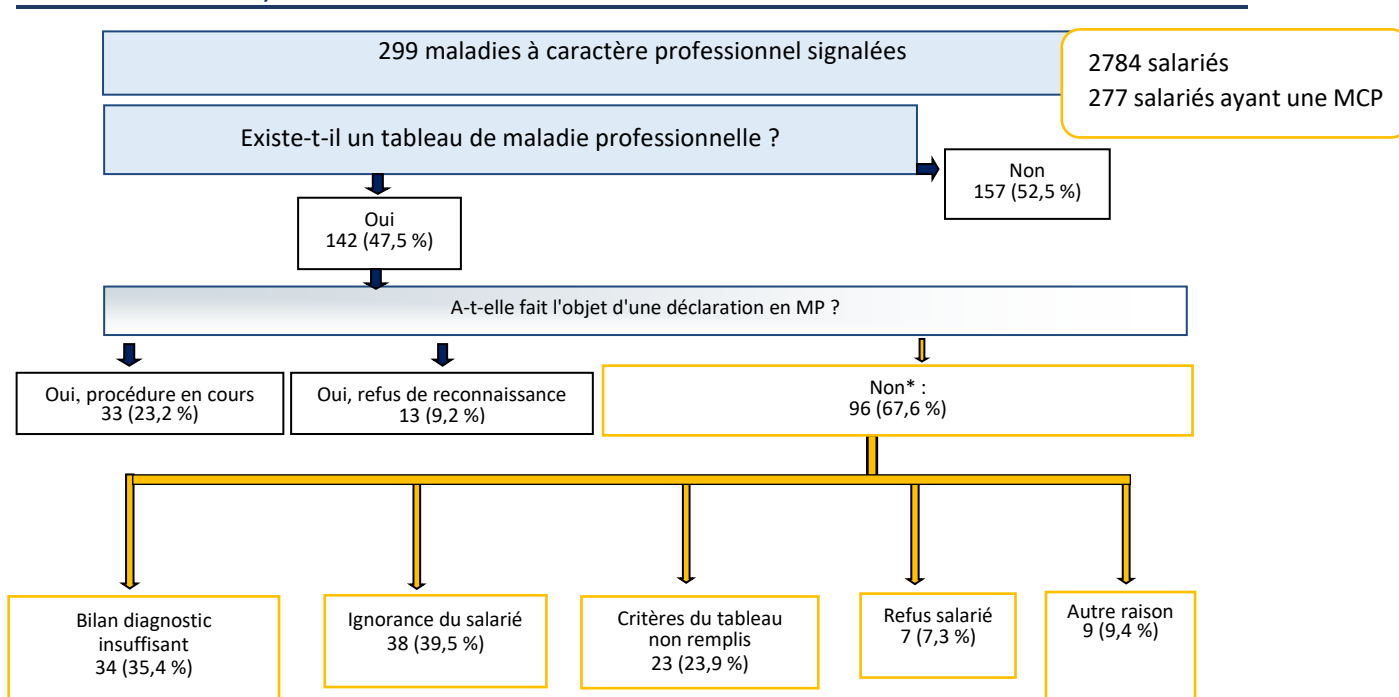 299 maladies à caractère professionnel signalées
2784 salariés
277 salariés ayant une MCP
Existe-t-il un tableau de maladie professionnelle ?
Non
157 (52,5 %)
Oui
142 (47,5 %)
A-t-elle fait l'objet d'une déclaration en MP ?
Oui, procédure en cours
33 (23,2 %)
Oui, refus de reconnaissance
13 (9,2 %)
Non* :
96 (67,6 %)
Bilan diagnostic
insuffisant
34 (35,4 %)
Ignorance du salarié
38 (39,5 %)
Critères du tableau
non remplis
23 (23,9 %)
Refus salarié
7 (7,3 %)
Autre raison
9 (9,4 %)